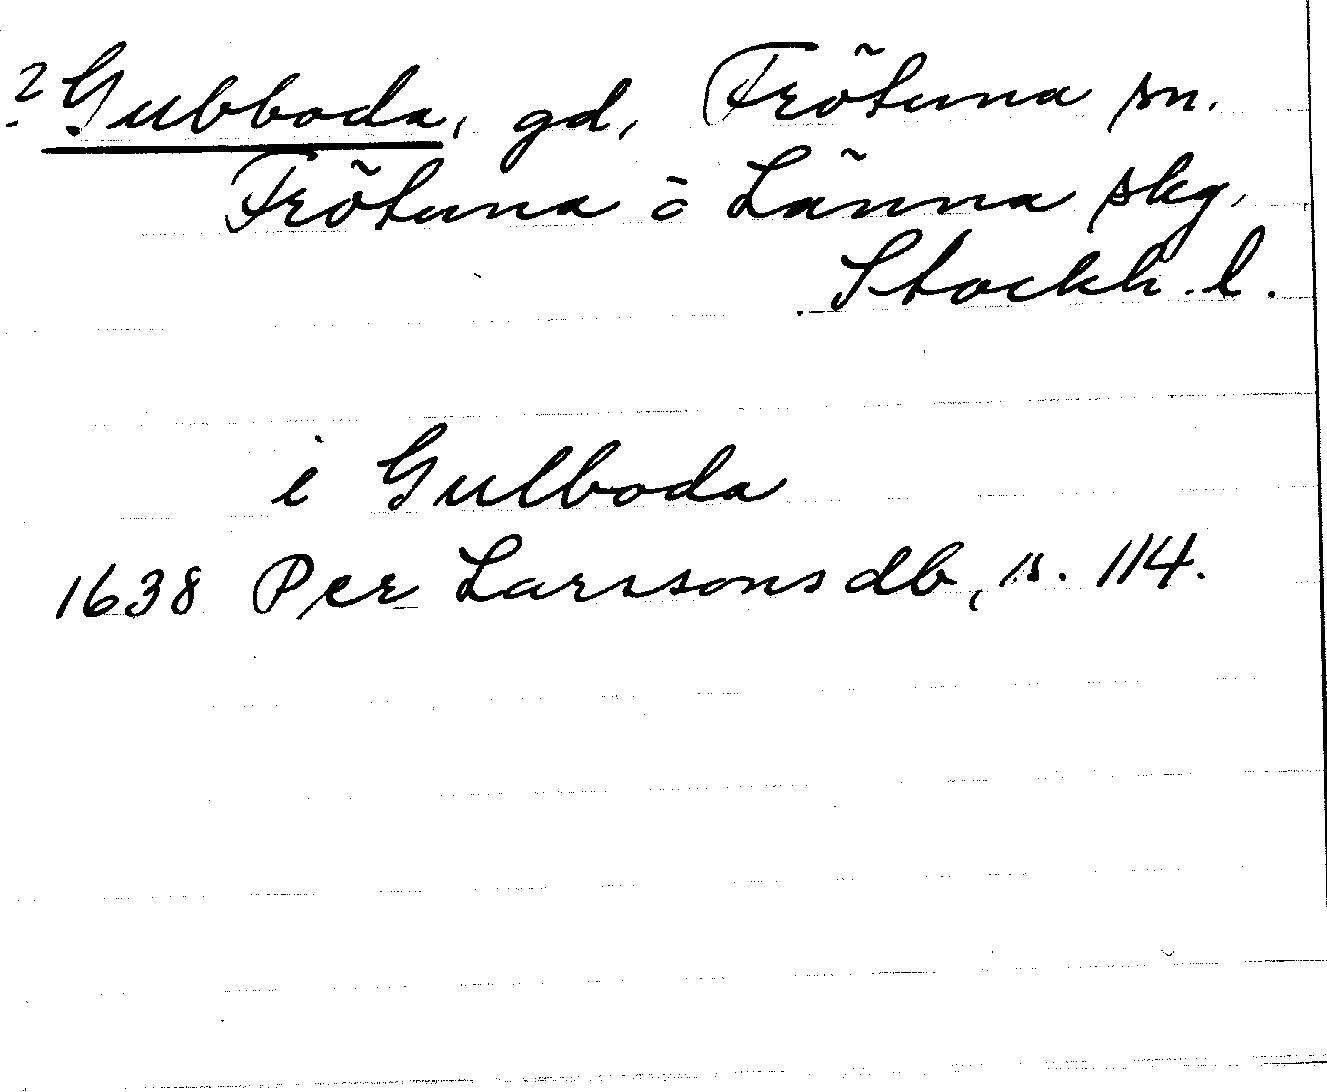 ? Gubboda, gd, Frötuna sn.
Frötuna o Länna skg.
Stockh. l.
i Gulboda
1638 Per Larssons db, s. 114.